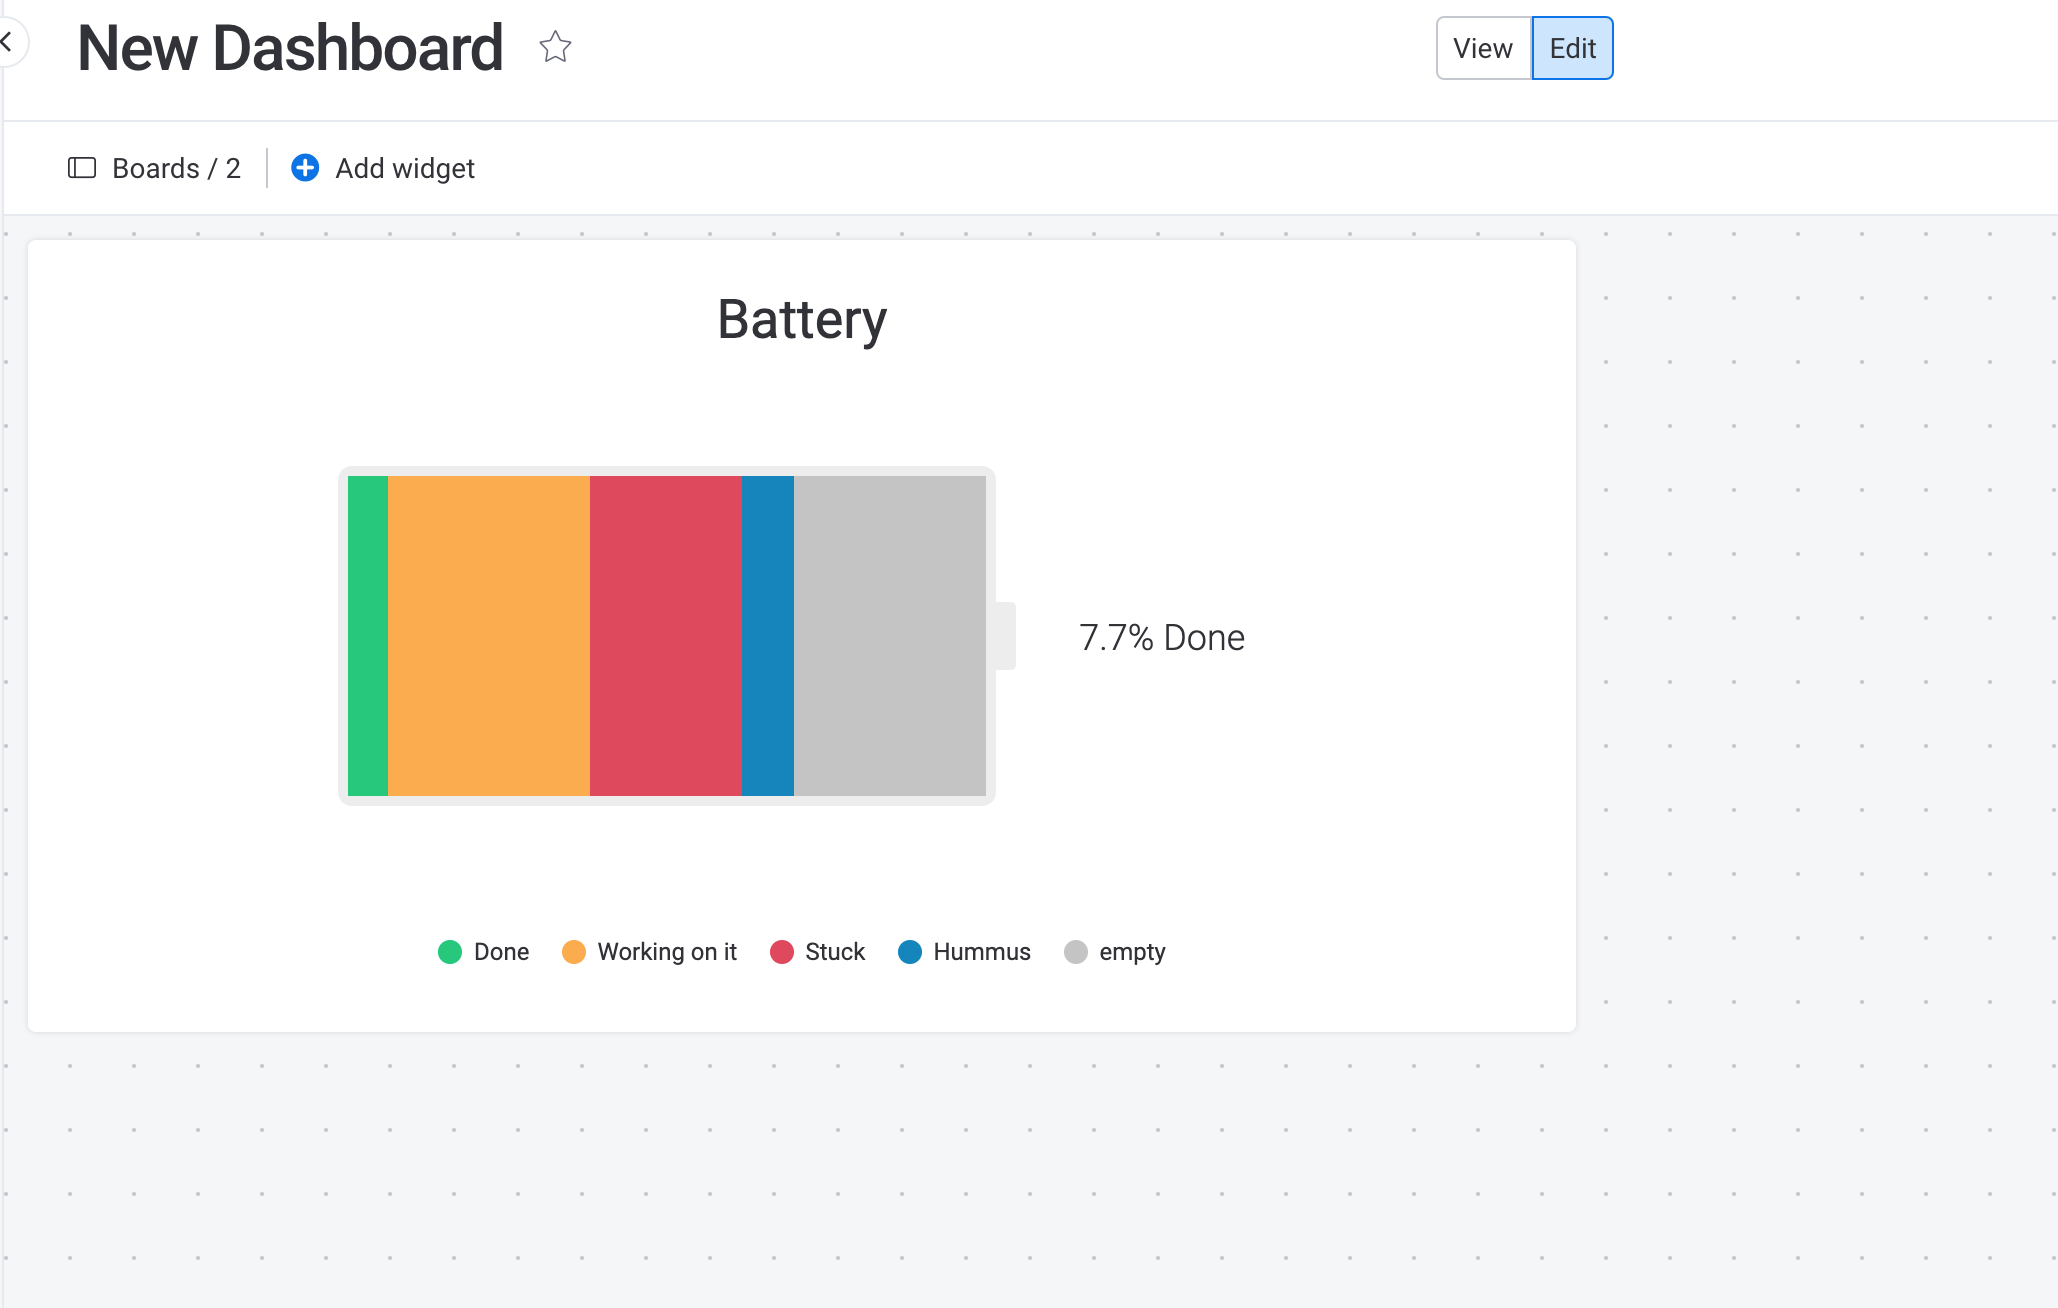 New Dashboard
View Edit
Boards / 2 Add widget
Battery
7.7% Done
Done Working on it Stuck Hummus empty